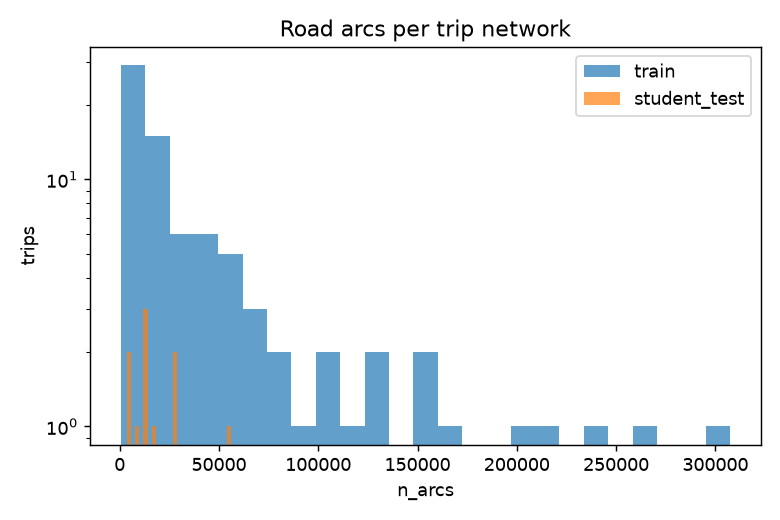 Road arcs per trip network
train
student_test
trips
10¹
10⁰
0 50000 100000 150000 200000 250000 300000
n_arcs